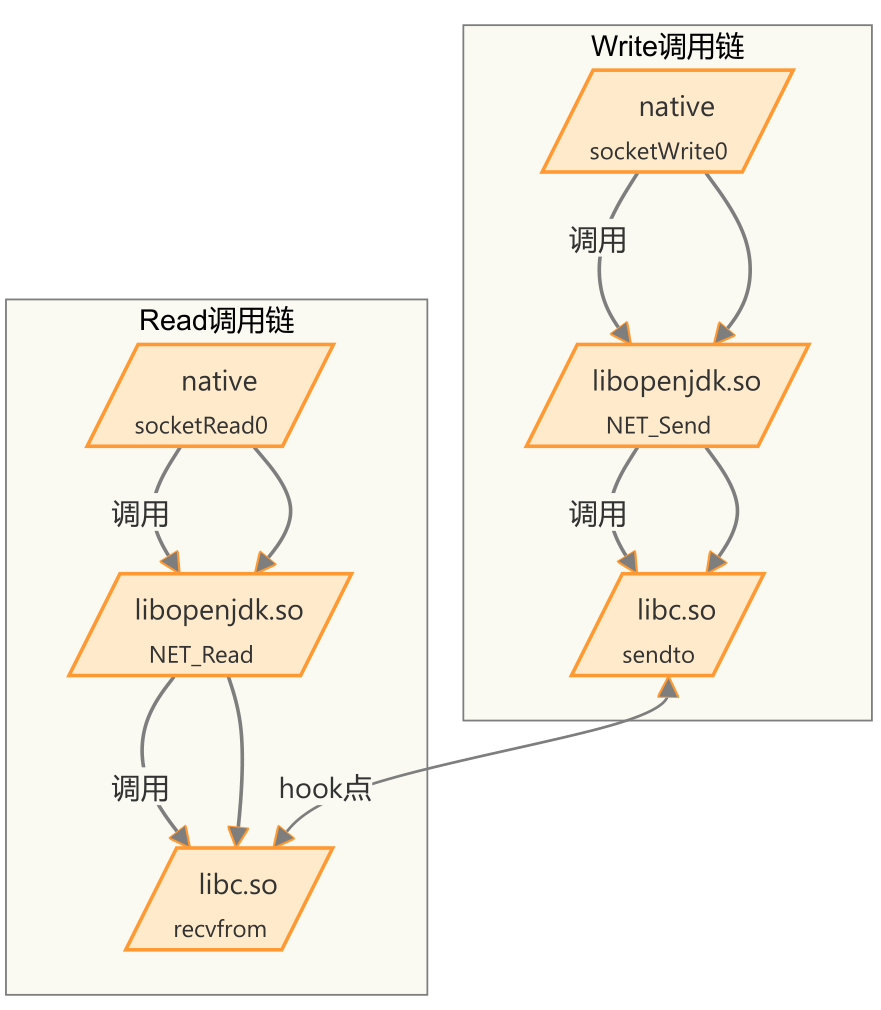 Write调用链
native
socketWrite0
调用
libopenjdk.so
NET_Send
调用
libc.so
sendto
Read调用链
native
socketRead0
调用
libopenjdk.so
NET_Read
调用
hook点
libc.so
recvfrom